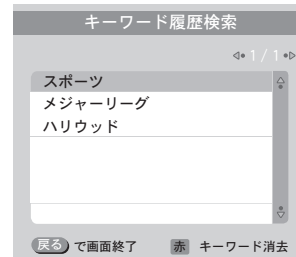 キーワード履歴検索
1 / 1
スポーツ
メジャーリーグ
ハリウッド
戻る で画面終了 赤 キーワード消去